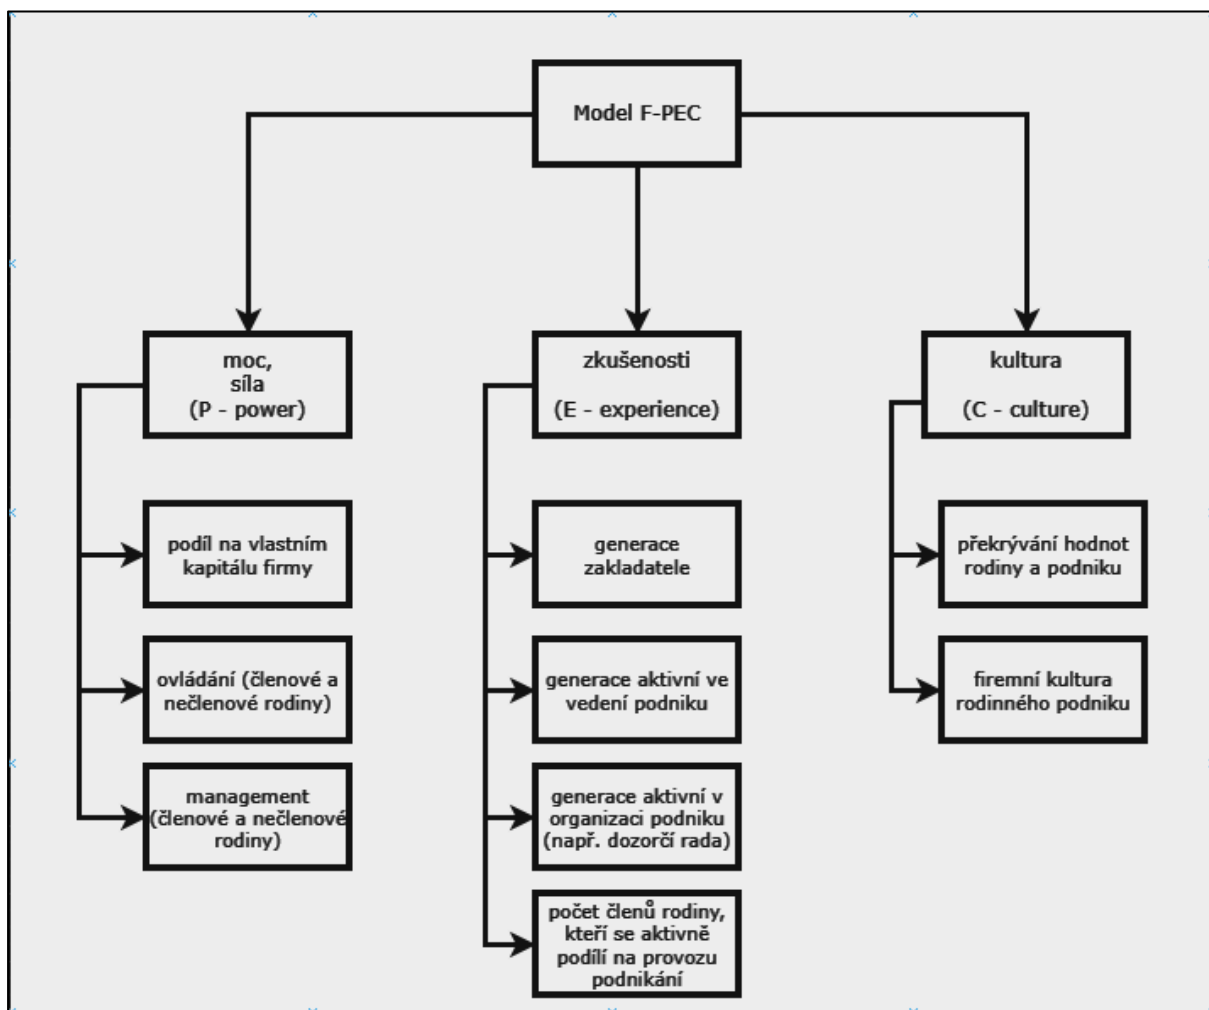 Model F-PEC
moc,
síla
(P - power)
podíl na vlastním
kapitálu firmy
ovládání (členové a
nečlenové rodiny)
management
(členové a nečlenové
rodiny)
zkušenosti
(E - experience)
generace
zakladatele
generace aktivní ve
vedení podniku
generace aktivní v
organizaci podniku
(např. dozorčí rada)
počet členů rodiny,
kteří se aktivně
podílí na provozu
podnikání
kultura
(C - culture)
překrývání hodnot
rodiny a podniku
firemní kultura
rodinného podniku